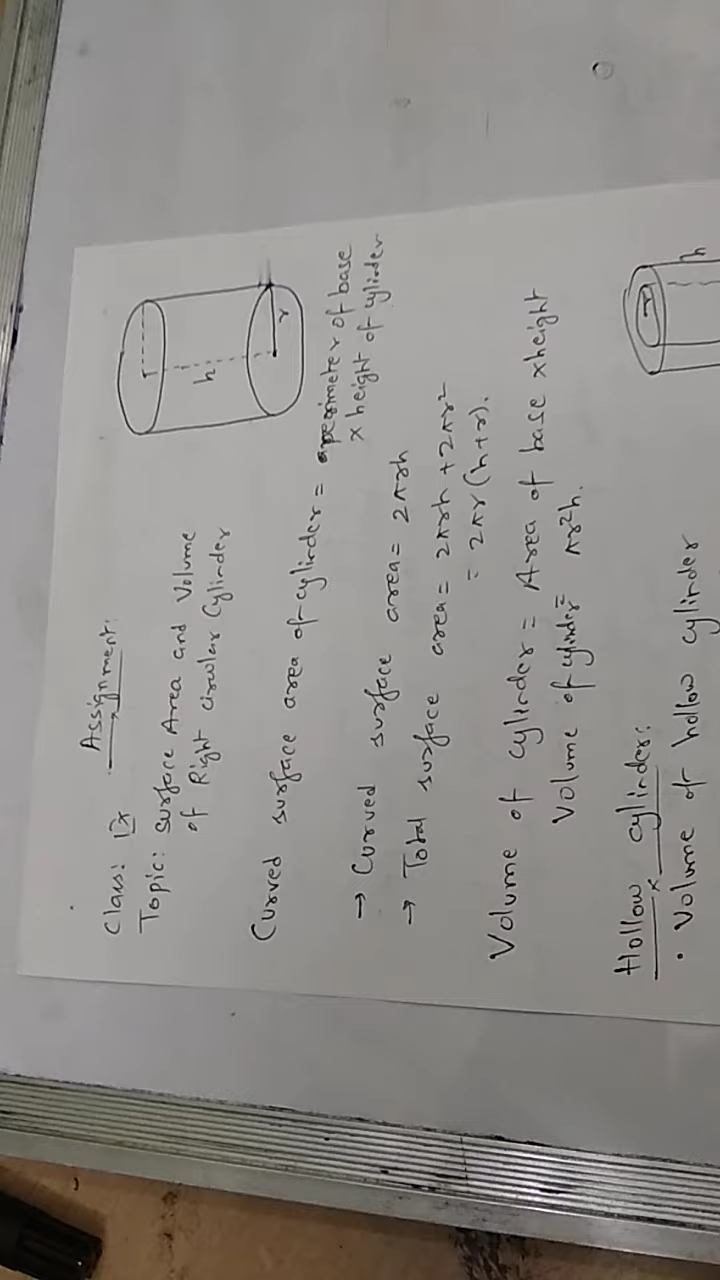 Assignment:
Class: IX
Topic: Surface Area and Volume
of Right circular Cylinder
h
r
Curved surface area of cylinder = perimeter of base
x height of cylinder
→ Curved surface area = 2πrh
→ Total surface area = 2πrh + 2πr²
= 2πr(h+r).
Volume of cylinder = Area of base x height
Volume of cylinder = πr²h.
Hollow cylinder:
h
• Volume of hollow cylinder